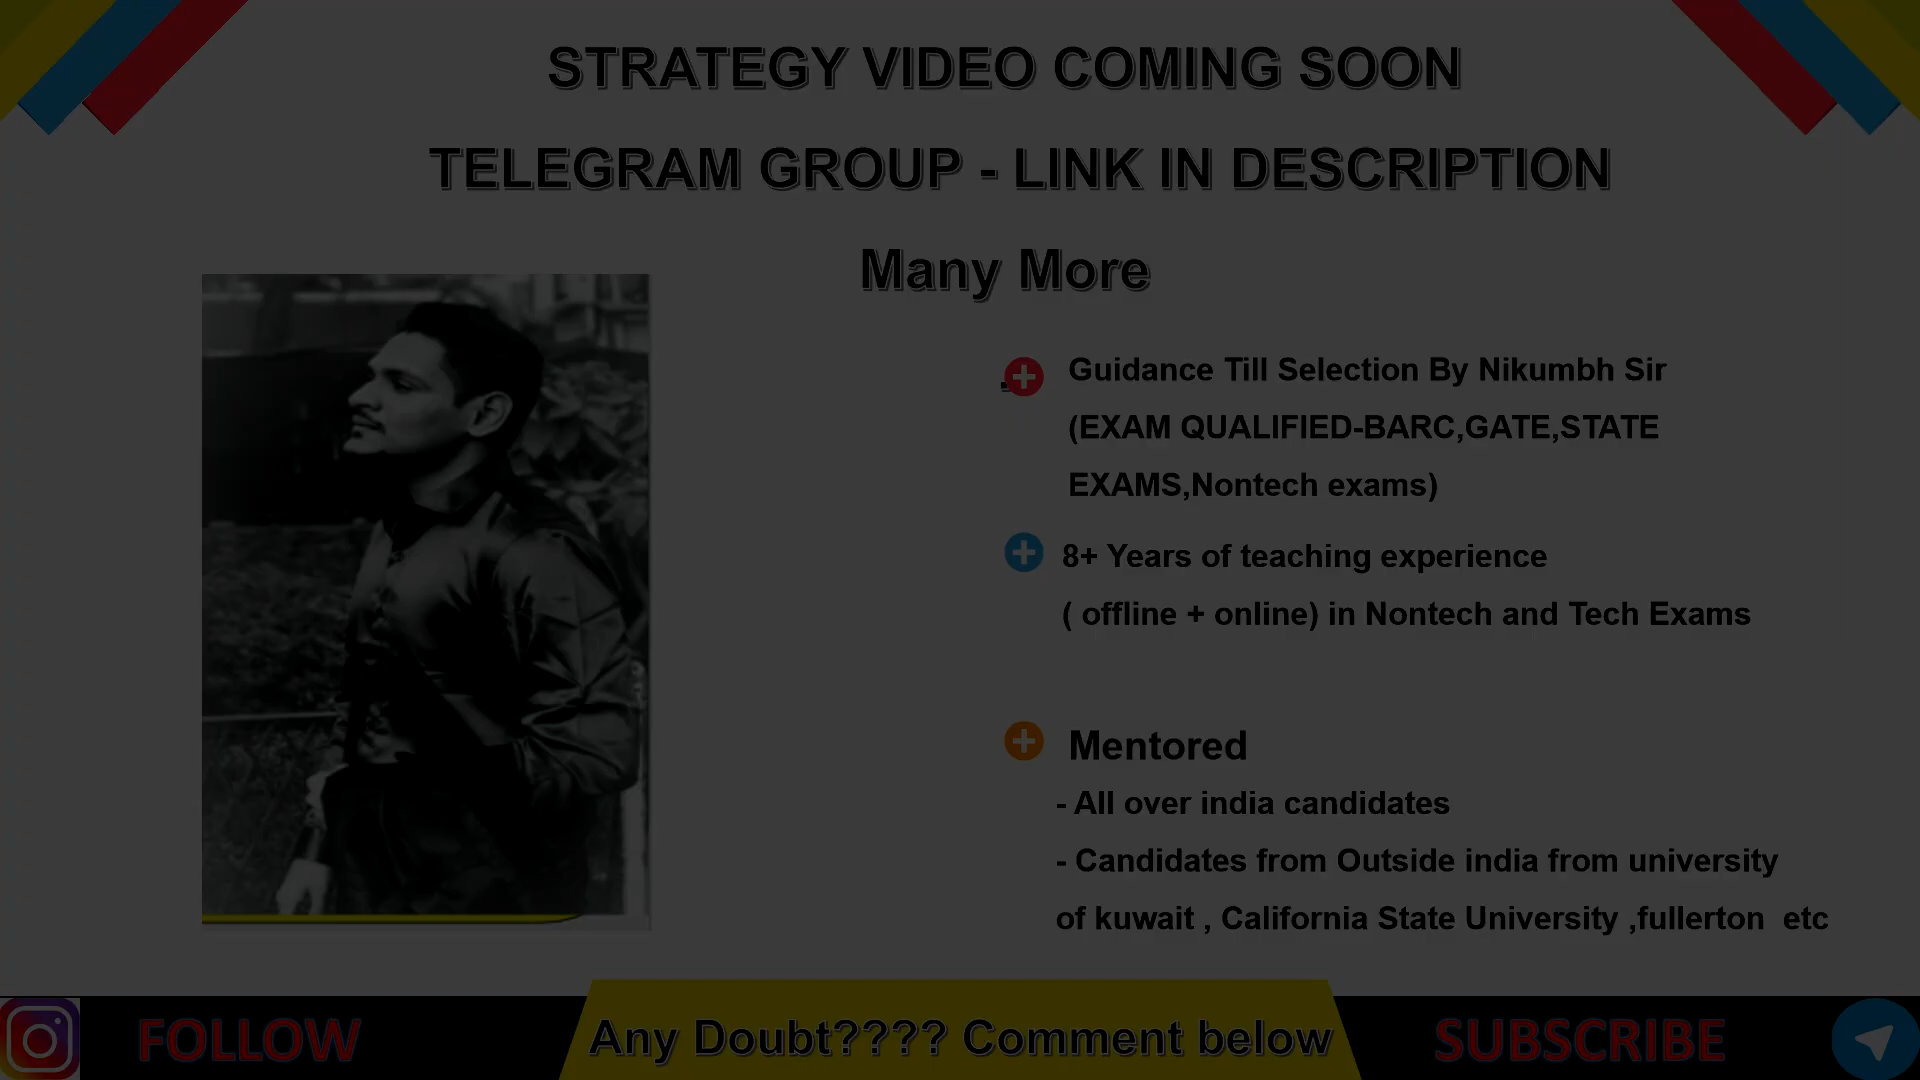 STRATEGY VIDEO COMING SOON
TELEGRAM GROUP - LINK IN DESCRIPTION
Many More
Guidance Till Selection By Nikumbh Sir
(EXAM QUALIFIED-BARC,GATE,STATE
EXAMS,Nontech exams)
8+ Years of teaching experience
( offline + online) in Nontech and Tech Exams
Mentored
- All over india candidates
- Candidates from Outside india from university
of kuwait , California State University ,fullerton etc
FOLLOW
Any Doubt???? Comment below
SUBSCRIBE